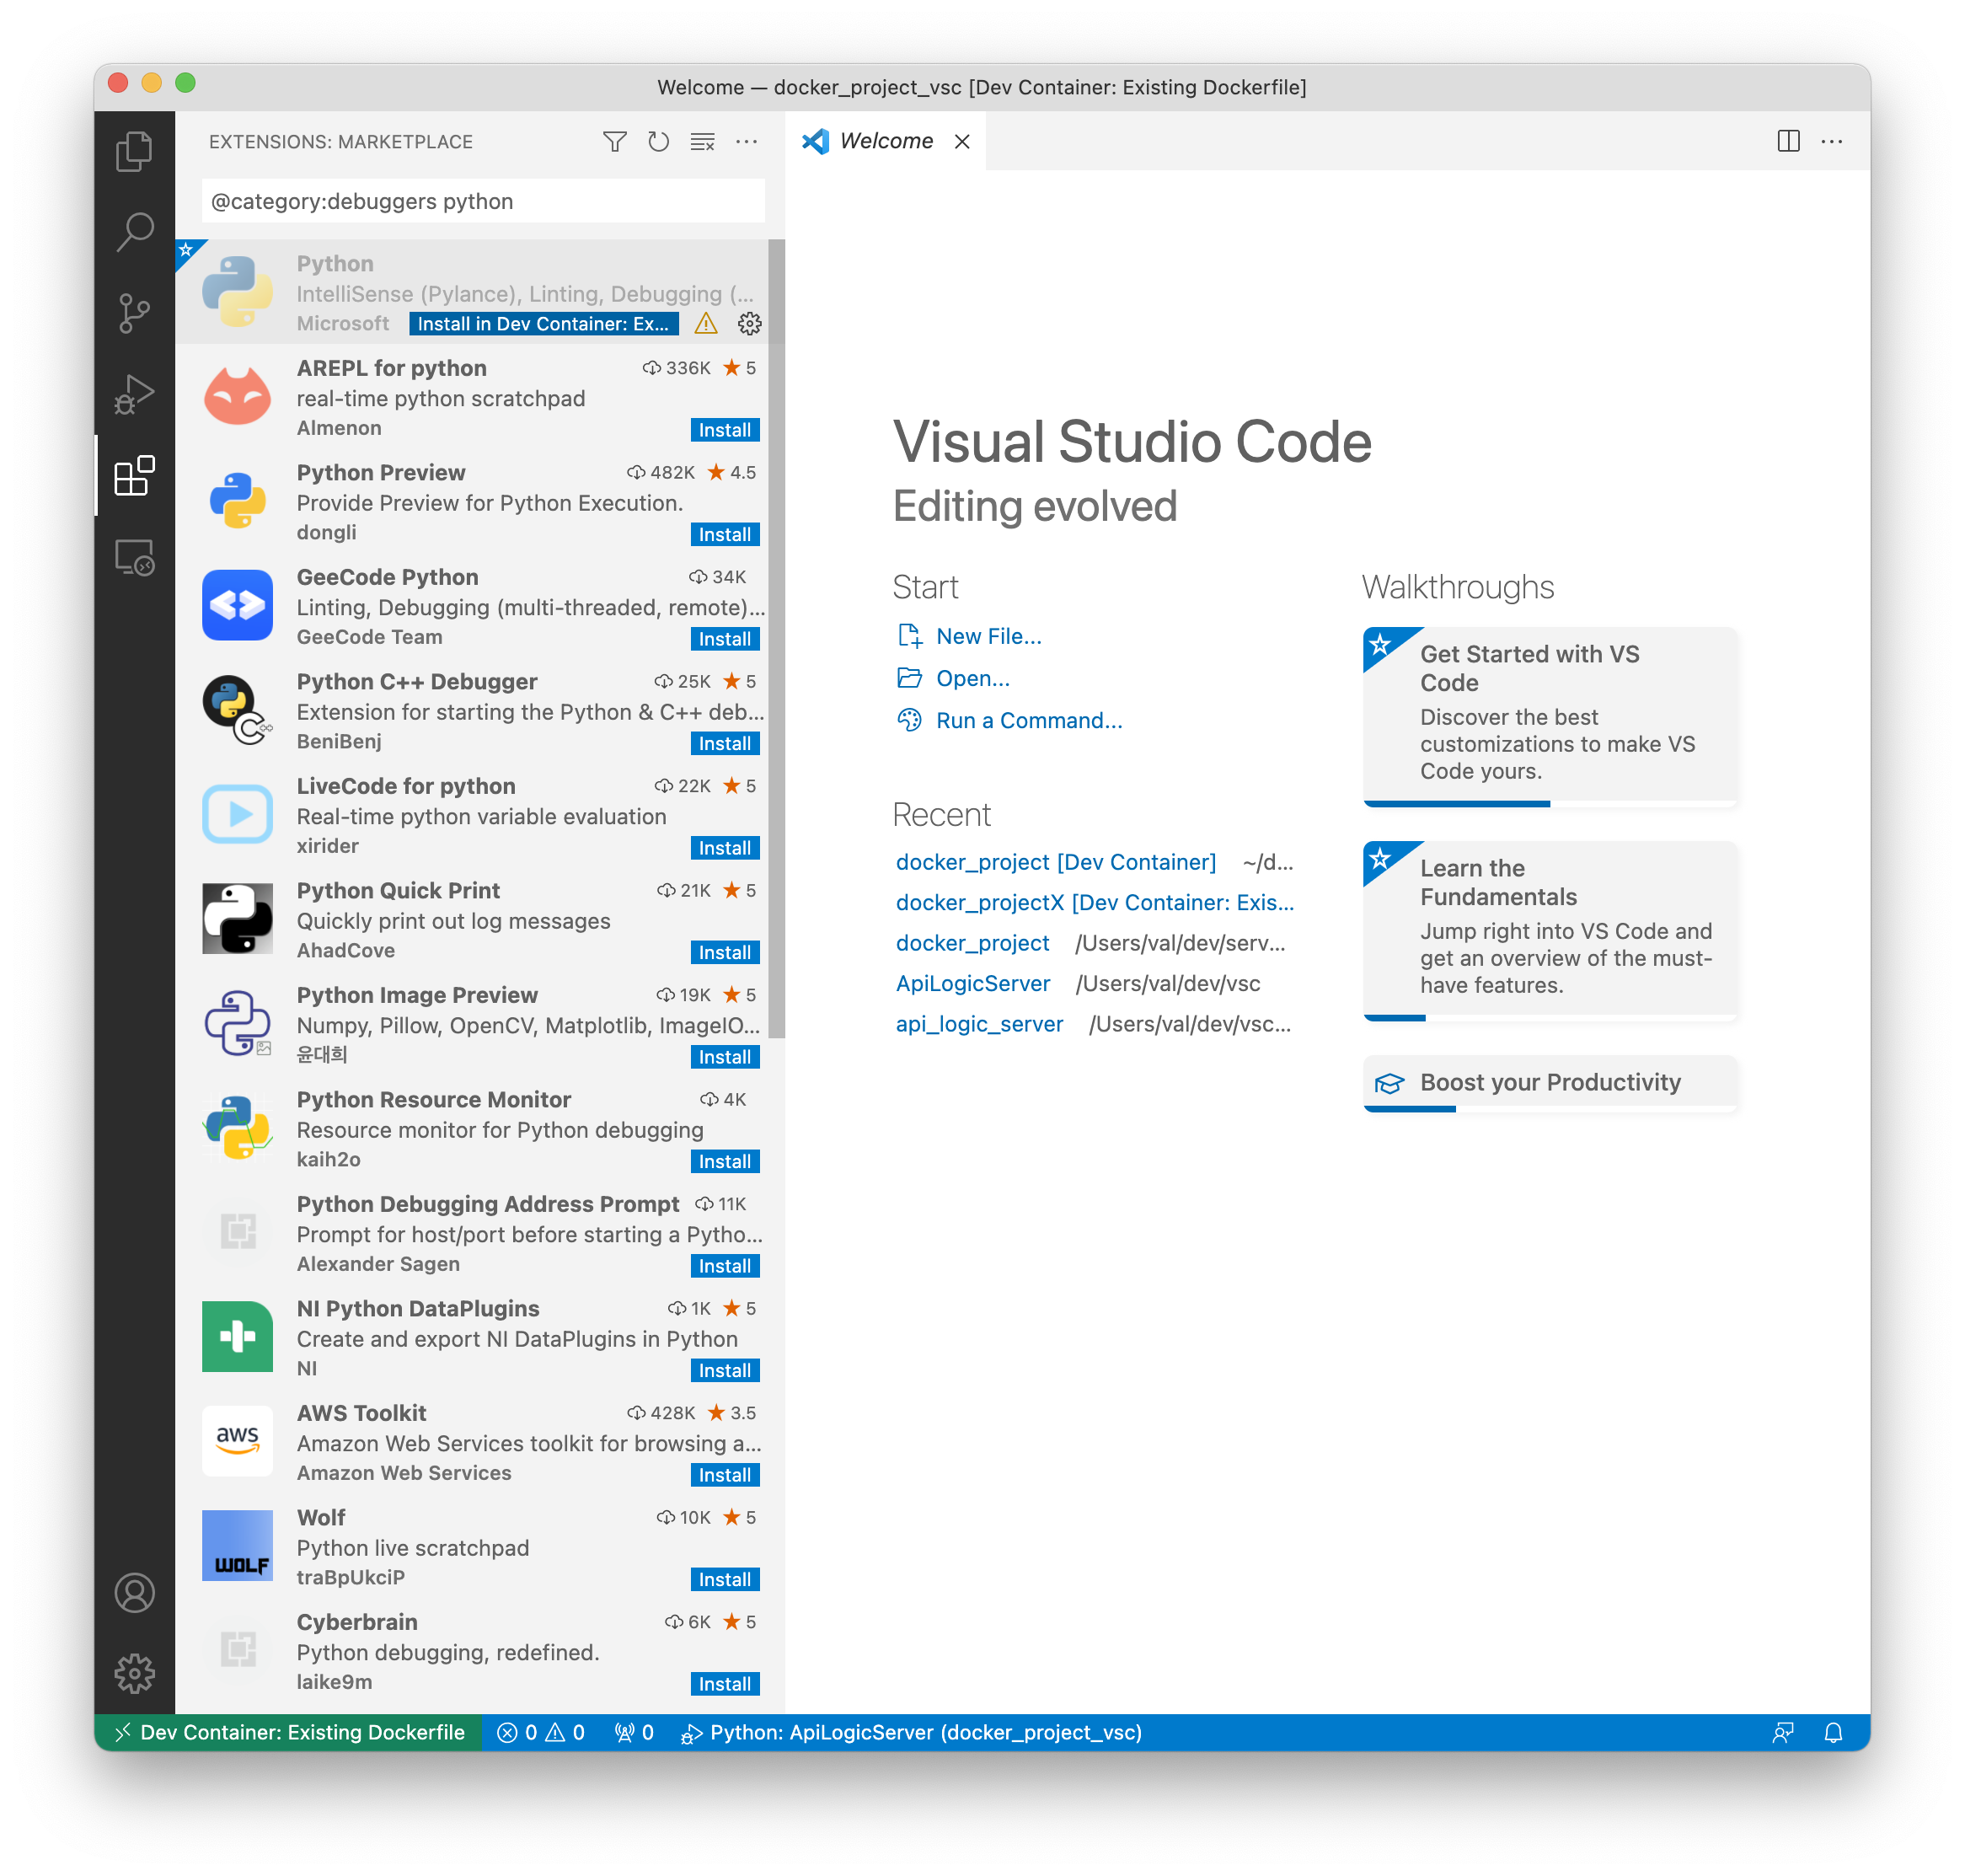 Welcome — docker_project_vsc [Dev Container: Existing Dockerfile]
EXTENSIONS: MARKETPLACE
@category:debuggers python
Python
IntelliSense (Pylance), Linting, Debugging (...
Microsoft Install in Dev Container: Ex...
AREPL for python 336K 5
real-time python scratchpad
Almenon Install
Python Preview 482K 4.5
Provide Preview for Python Execution.
dongli Install
GeeCode Python 34K
Linting, Debugging (multi-threaded, remote)...
GeeCode Team Install
Python C++ Debugger 25K 5
Extension for starting the Python & C++ deb...
BeniBenj Install
LiveCode for python 22K 5
Real-time python variable evaluation
xirider Install
Python Quick Print 21K 5
Quickly print out log messages
AhadCove Install
Python Image Preview 19K 5
Numpy, Pillow, OpenCV, Matplotlib, ImageIO...
윤대희 Install
Python Resource Monitor 4K
Resource monitor for Python debugging
kaih2o Install
Python Debugging Address Prompt 11K
Prompt for host/port before starting a Pytho...
Alexander Sagen Install
NI Python DataPlugins 1K 5
Create and export NI DataPlugins in Python
NI Install
aws
AWS Toolkit 428K 3.5
Amazon Web Services toolkit for browsing a...
Amazon Web Services Install
WOLF
Wolf 10K 5
Python live scratchpad
traBpUkciP Install
Cyberbrain 6K 5
Python debugging, redefined.
laike9m Install
Welcome
Visual Studio Code
Editing evolved
Start
New File...
Open...
Run a Command...
Recent
docker_project [Dev Container] ~/d...
docker_projectX [Dev Container: Exis...
docker_project /Users/val/dev/serv...
ApiLogicServer /Users/val/dev/vsc
api_logic_server /Users/val/dev/vsc...
Walkthroughs
Get Started with VS
Code
Discover the best
customizations to make VS
Code yours.
Learn the
Fundamentals
Jump right into VS Code and
get an overview of the must-
have features.
Boost your Productivity
Dev Container: Existing Dockerfile 0 0 0 Python: ApiLogicServer (docker_project_vsc)